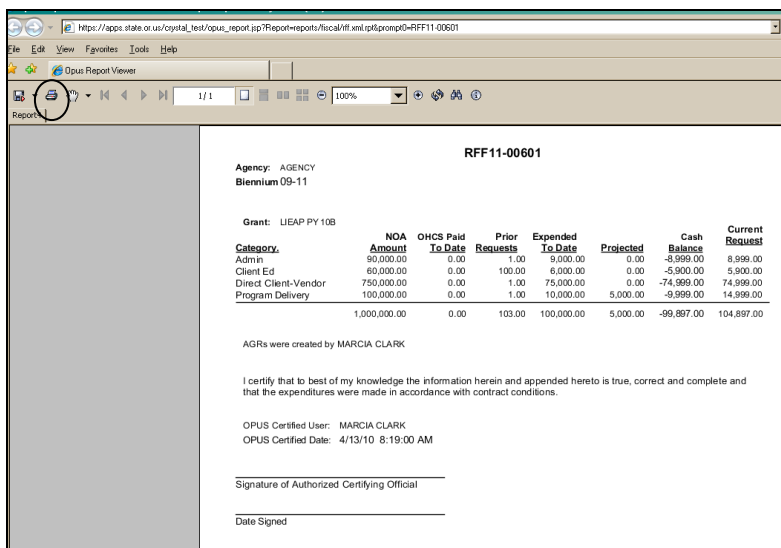 https://apps.state.or.us/crystal_test/opus_report.jsp?Report=reports/fiscal/rff.xml.rpt&prompt0=RFF11-00601
File Edit View Favorites Tools Help
Opus Report Viewer
1/1 100%
Report
RFF11-00601
Agency: AGENCY
Biennium 09-11
Grant: LIEAP PY 10B
Category. NOA Amount OHCS Paid To Date Prior Requests Expended To Date Projected Cash Balance Current Request
Admin 90,000.00 0.00 1.00 9,000.00 0.00 -8,999.00 8,999.00
Client Ed 60,000.00 0.00 100.00 6,000.00 0.00 -5,900.00 5,900.00
Direct Client-Vendor 750,000.00 0.00 1.00 75,000.00 0.00 -74,999.00 74,999.00
Program Delivery 100,000.00 0.00 1.00 10,000.00 5,000.00 -9,999.00 14,999.00
1,000,000.00 0.00 103.00 100,000.00 5,000.00 -99,897.00 104,897.00
AGRs were created by MARCIA CLARK
I certify that to best of my knowledge the information herein and appended hereto is true, correct and complete and
that the expenditures were made in accordance with contract conditions.
OPUS Certified User: MARCIA CLARK
OPUS Certified Date: 4/13/10 8:19:00 AM
Signature of Authorized Certifying Official
Date Signed